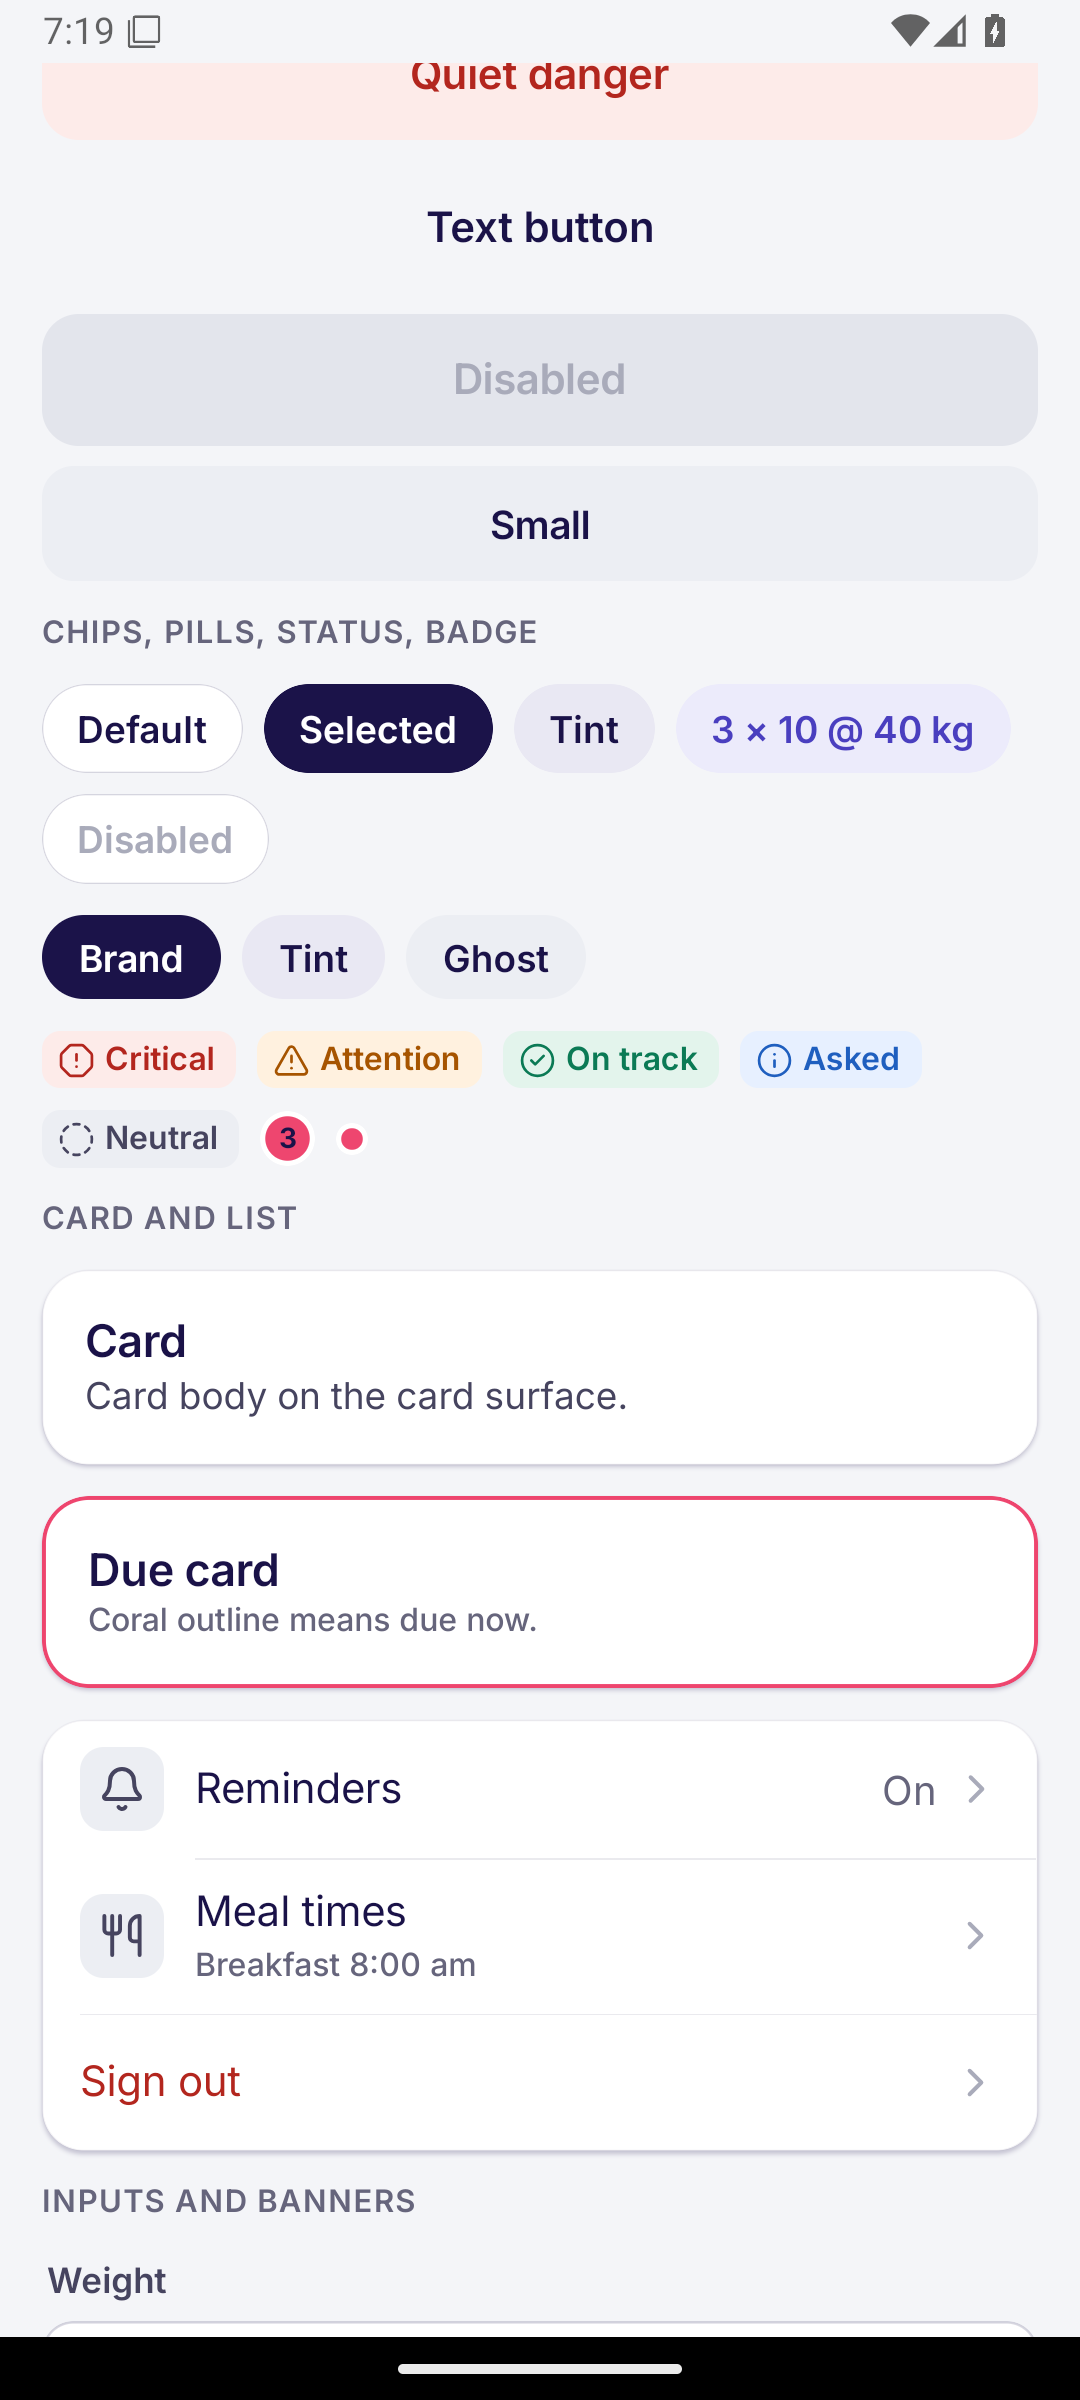 7:19
Quiet danger
Text button
Disabled
Small
CHIPS, PILLS, STATUS, BADGE
Default Selected Tint 3 × 10 @ 40 kg
Disabled
Brand Tint Ghost
Critical Attention On track Asked
Neutral 3
CARD AND LIST
Card
Card body on the card surface.
Due card
Coral outline means due now.
Reminders On
Meal times
Breakfast 8:00 am
Sign out
INPUTS AND BANNERS
Weight